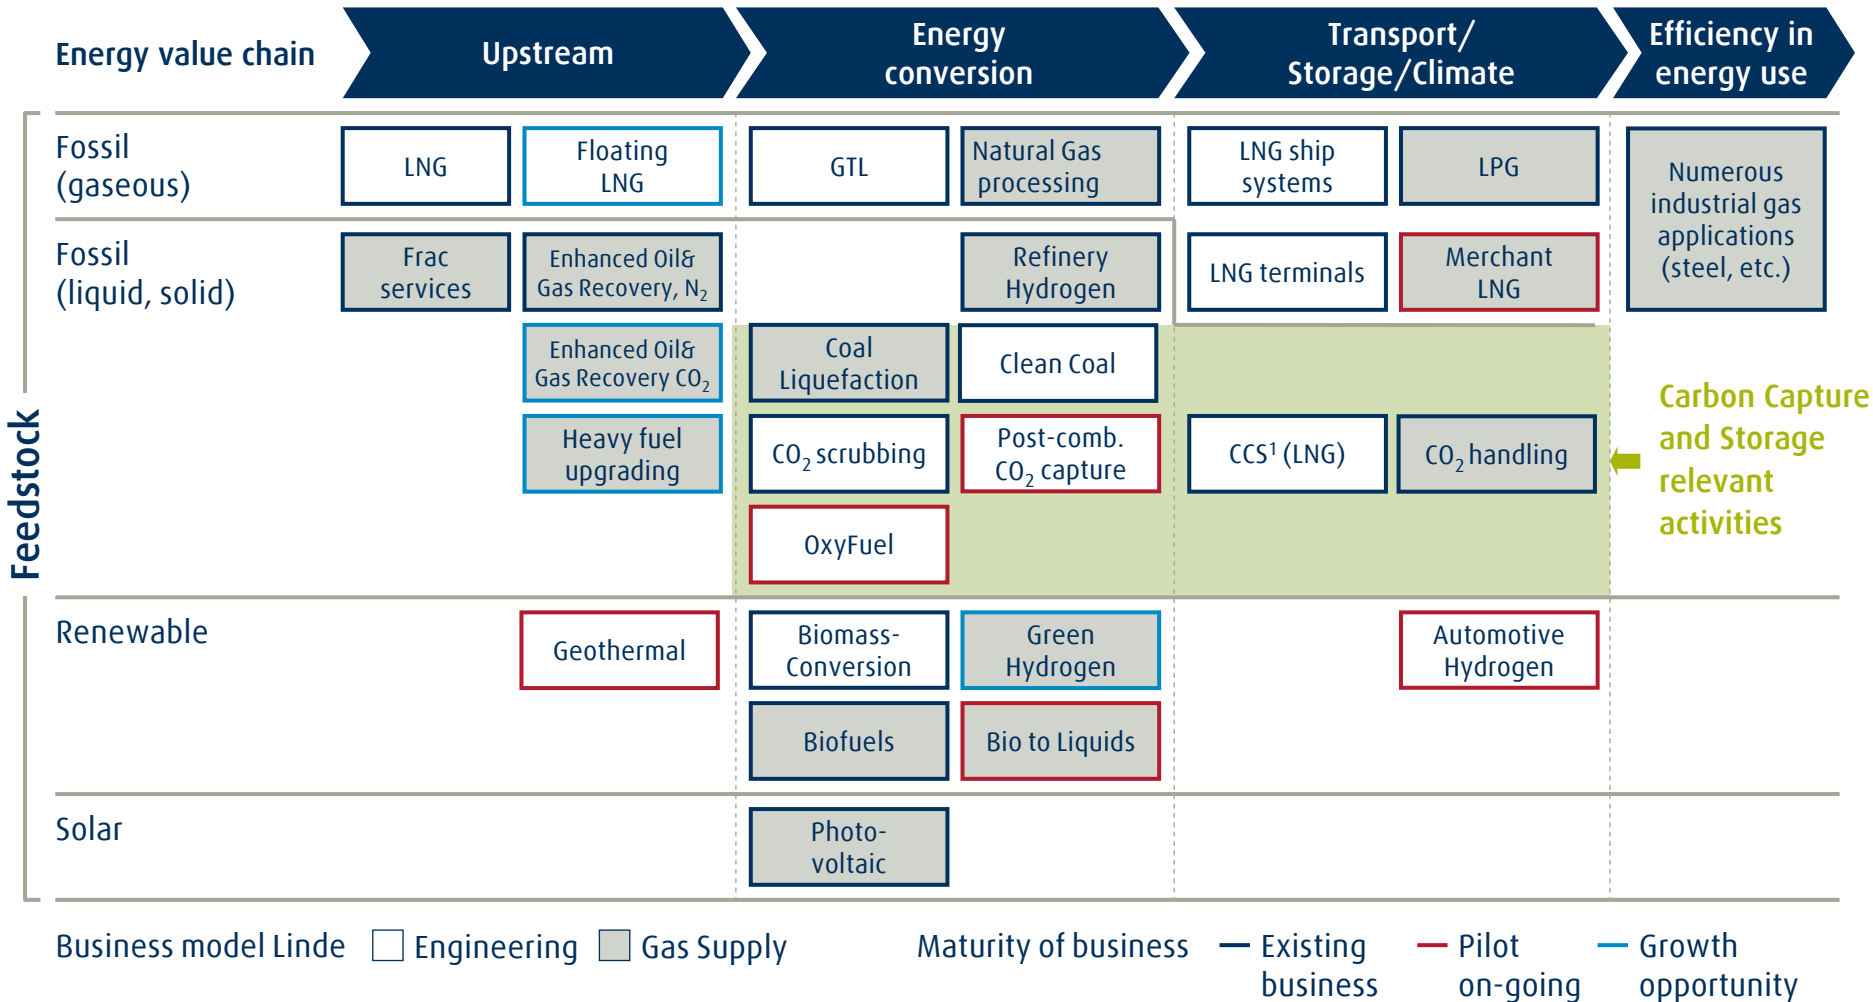 Energy value chain
Upstream
Energy
conversion
Transport/
Storage/Climate
Efficiency in
energy use
Feedstock
Fossil
(gaseous)
LNG
Floating
LNG
GTL
Natural Gas
processing
LNG ship
systems
LPG
Numerous
industrial gas
applications
(steel, etc.)
Fossil
(liquid, solid)
Frac
services
Enhanced Oil&
Gas Recovery, N₂
Refinery
Hydrogen
LNG terminals
Merchant
LNG
Enhanced Oil&
Gas Recovery CO₂
Coal
Liquefaction
Clean Coal
Heavy fuel
upgrading
CO₂ scrubbing
Post-comb.
CO₂ capture
CCS¹ (LNG)
CO₂ handling
Carbon Capture
and Storage
relevant
activities
OxyFuel
Renewable
Geothermal
Biomass-
Conversion
Green
Hydrogen
Automotive
Hydrogen
Biofuels
Bio to Liquids
Solar
Photo-
voltaic
Business model Linde
Engineering
Gas Supply
Maturity of business
Existing
business
Pilot
on-going
Growth
opportunity